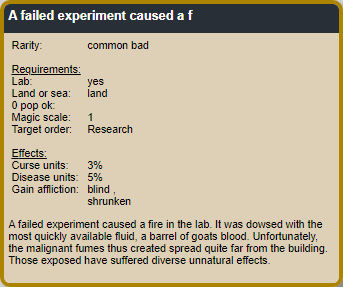 A failed experiment caused a f
Rarity: common bad
Requirements:
Lab: yes
Land or sea: land
0 pop ok:
Magic scale: 1
Target order: Research
Effects:
Curse units: 3%
Disease units: 5%
Gain affliction: blind ,
shrunken
A failed experiment caused a fire in the lab. It was dowsed with the
most quickly available fluid, a barrel of goats blood. Unfortunately,
the malignant fumes thus created spread quite far from the building.
Those exposed have suffered diverse unnatural effects.